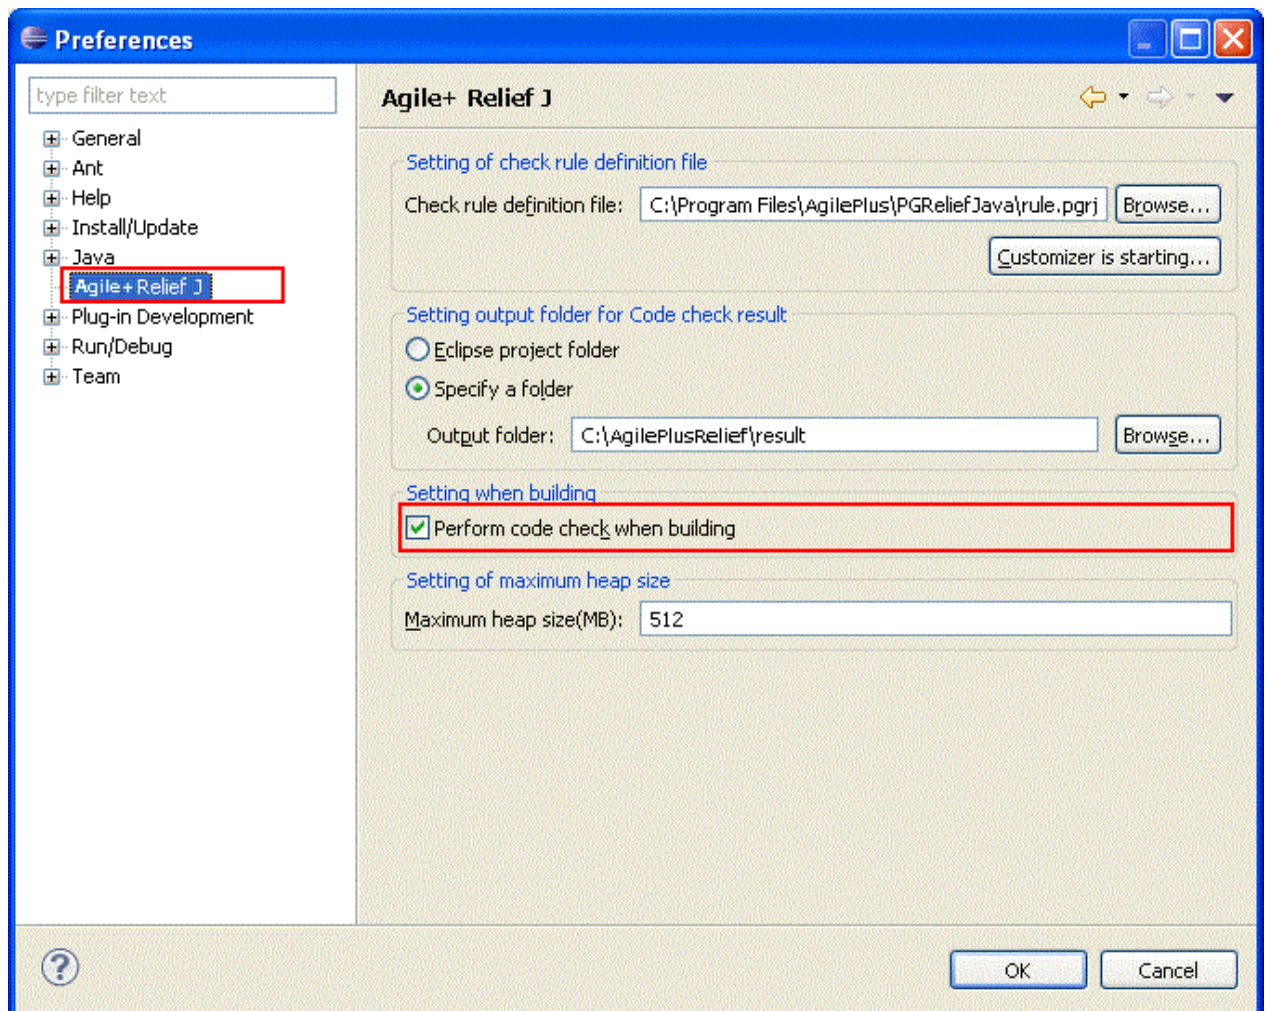 Preferences
type filter text
General
Ant
Help
Install/Update
Java
Agile+ Relief J
Plug-in Development
Run/Debug
Team
Agile+ Relief J
Setting of check rule definition file
Check rule definition file: C:\Program Files\AgilePlus\PGReliefJava\rule.pgrj Browse...
Customizer is starting...
Setting output folder for Code check result
Eclipse project folder
Specify a folder
Output folder: C:\AgilePlusRelief\result Browse...
Setting when building
Perform code check when building
Setting of maximum heap size
Maximum heap size(MB): 512
?
OK Cancel